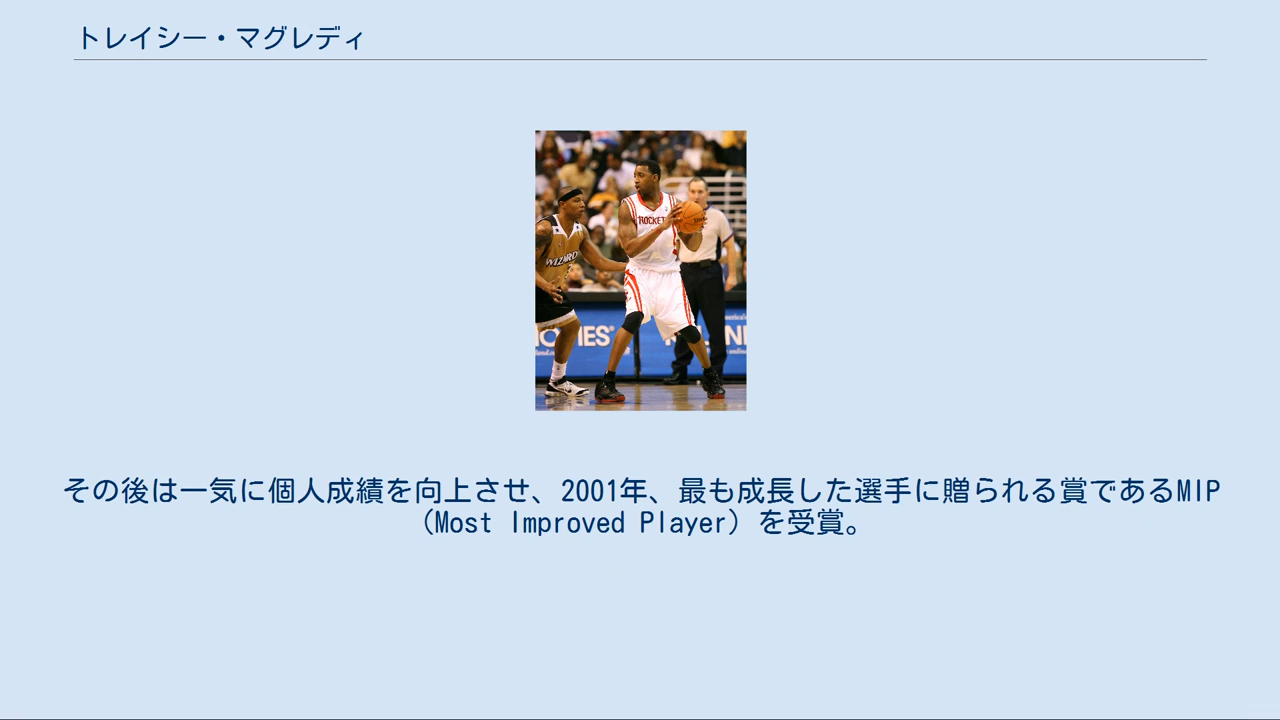 トレイシー・マグレディ
ROCKET
WIZARD
OVIES®
その後は一気に個人成績を向上させ、2001年、最も成長した選手に贈られる賞であるMIP
（Most Improved Player）を受賞。